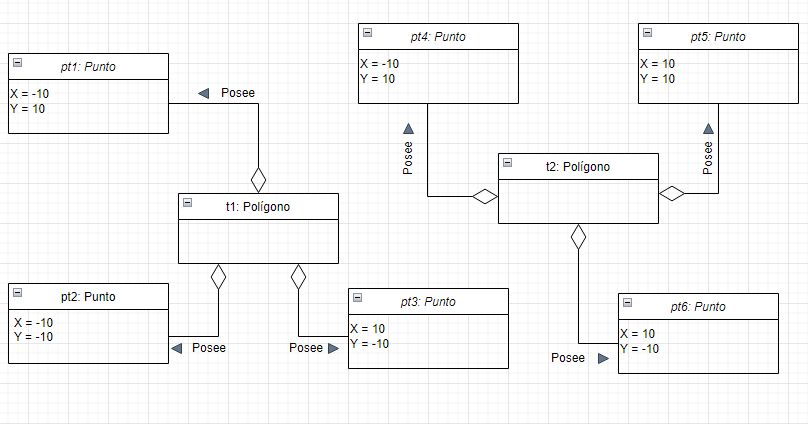 pt1: Punto
X = -10
Y = 10
Posee
pt4: Punto
X = -10
Y = 10
Posee
pt5: Punto
X = 10
Y = 10
Posee
t1: Polígono
t2: Polígono
pt2: Punto
X = -10
Y = -10
Posee
pt3: Punto
X = 10
Y = -10
Posee
pt6: Punto
X = 10
Y = -10
Posee